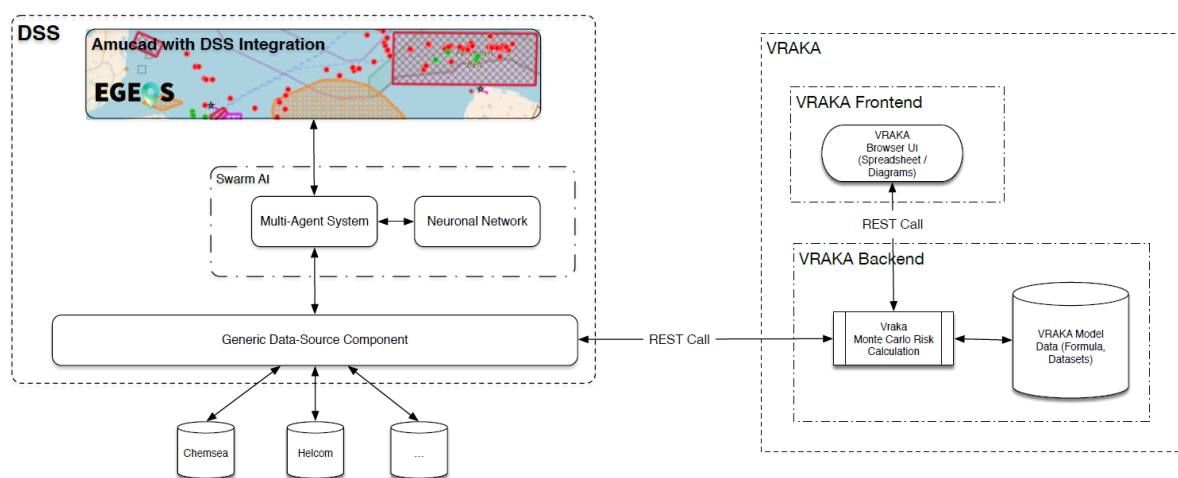 DSS
Amucad with DSS Integration
EGEOS
Swarm AI
Multi-Agent System
Neuronal Network
Generic Data-Source Component
Chemsea
Helcom
...
REST Call
VRAKA
VRAKA Frontend
VRAKA
Browser UI
(Spreadsheet /
Diagrams)
REST Call
VRAKA Backend
Vraka
Monte Carlo Risk
Calculation
VRAKA Model
Data (Formula,
Datasets)